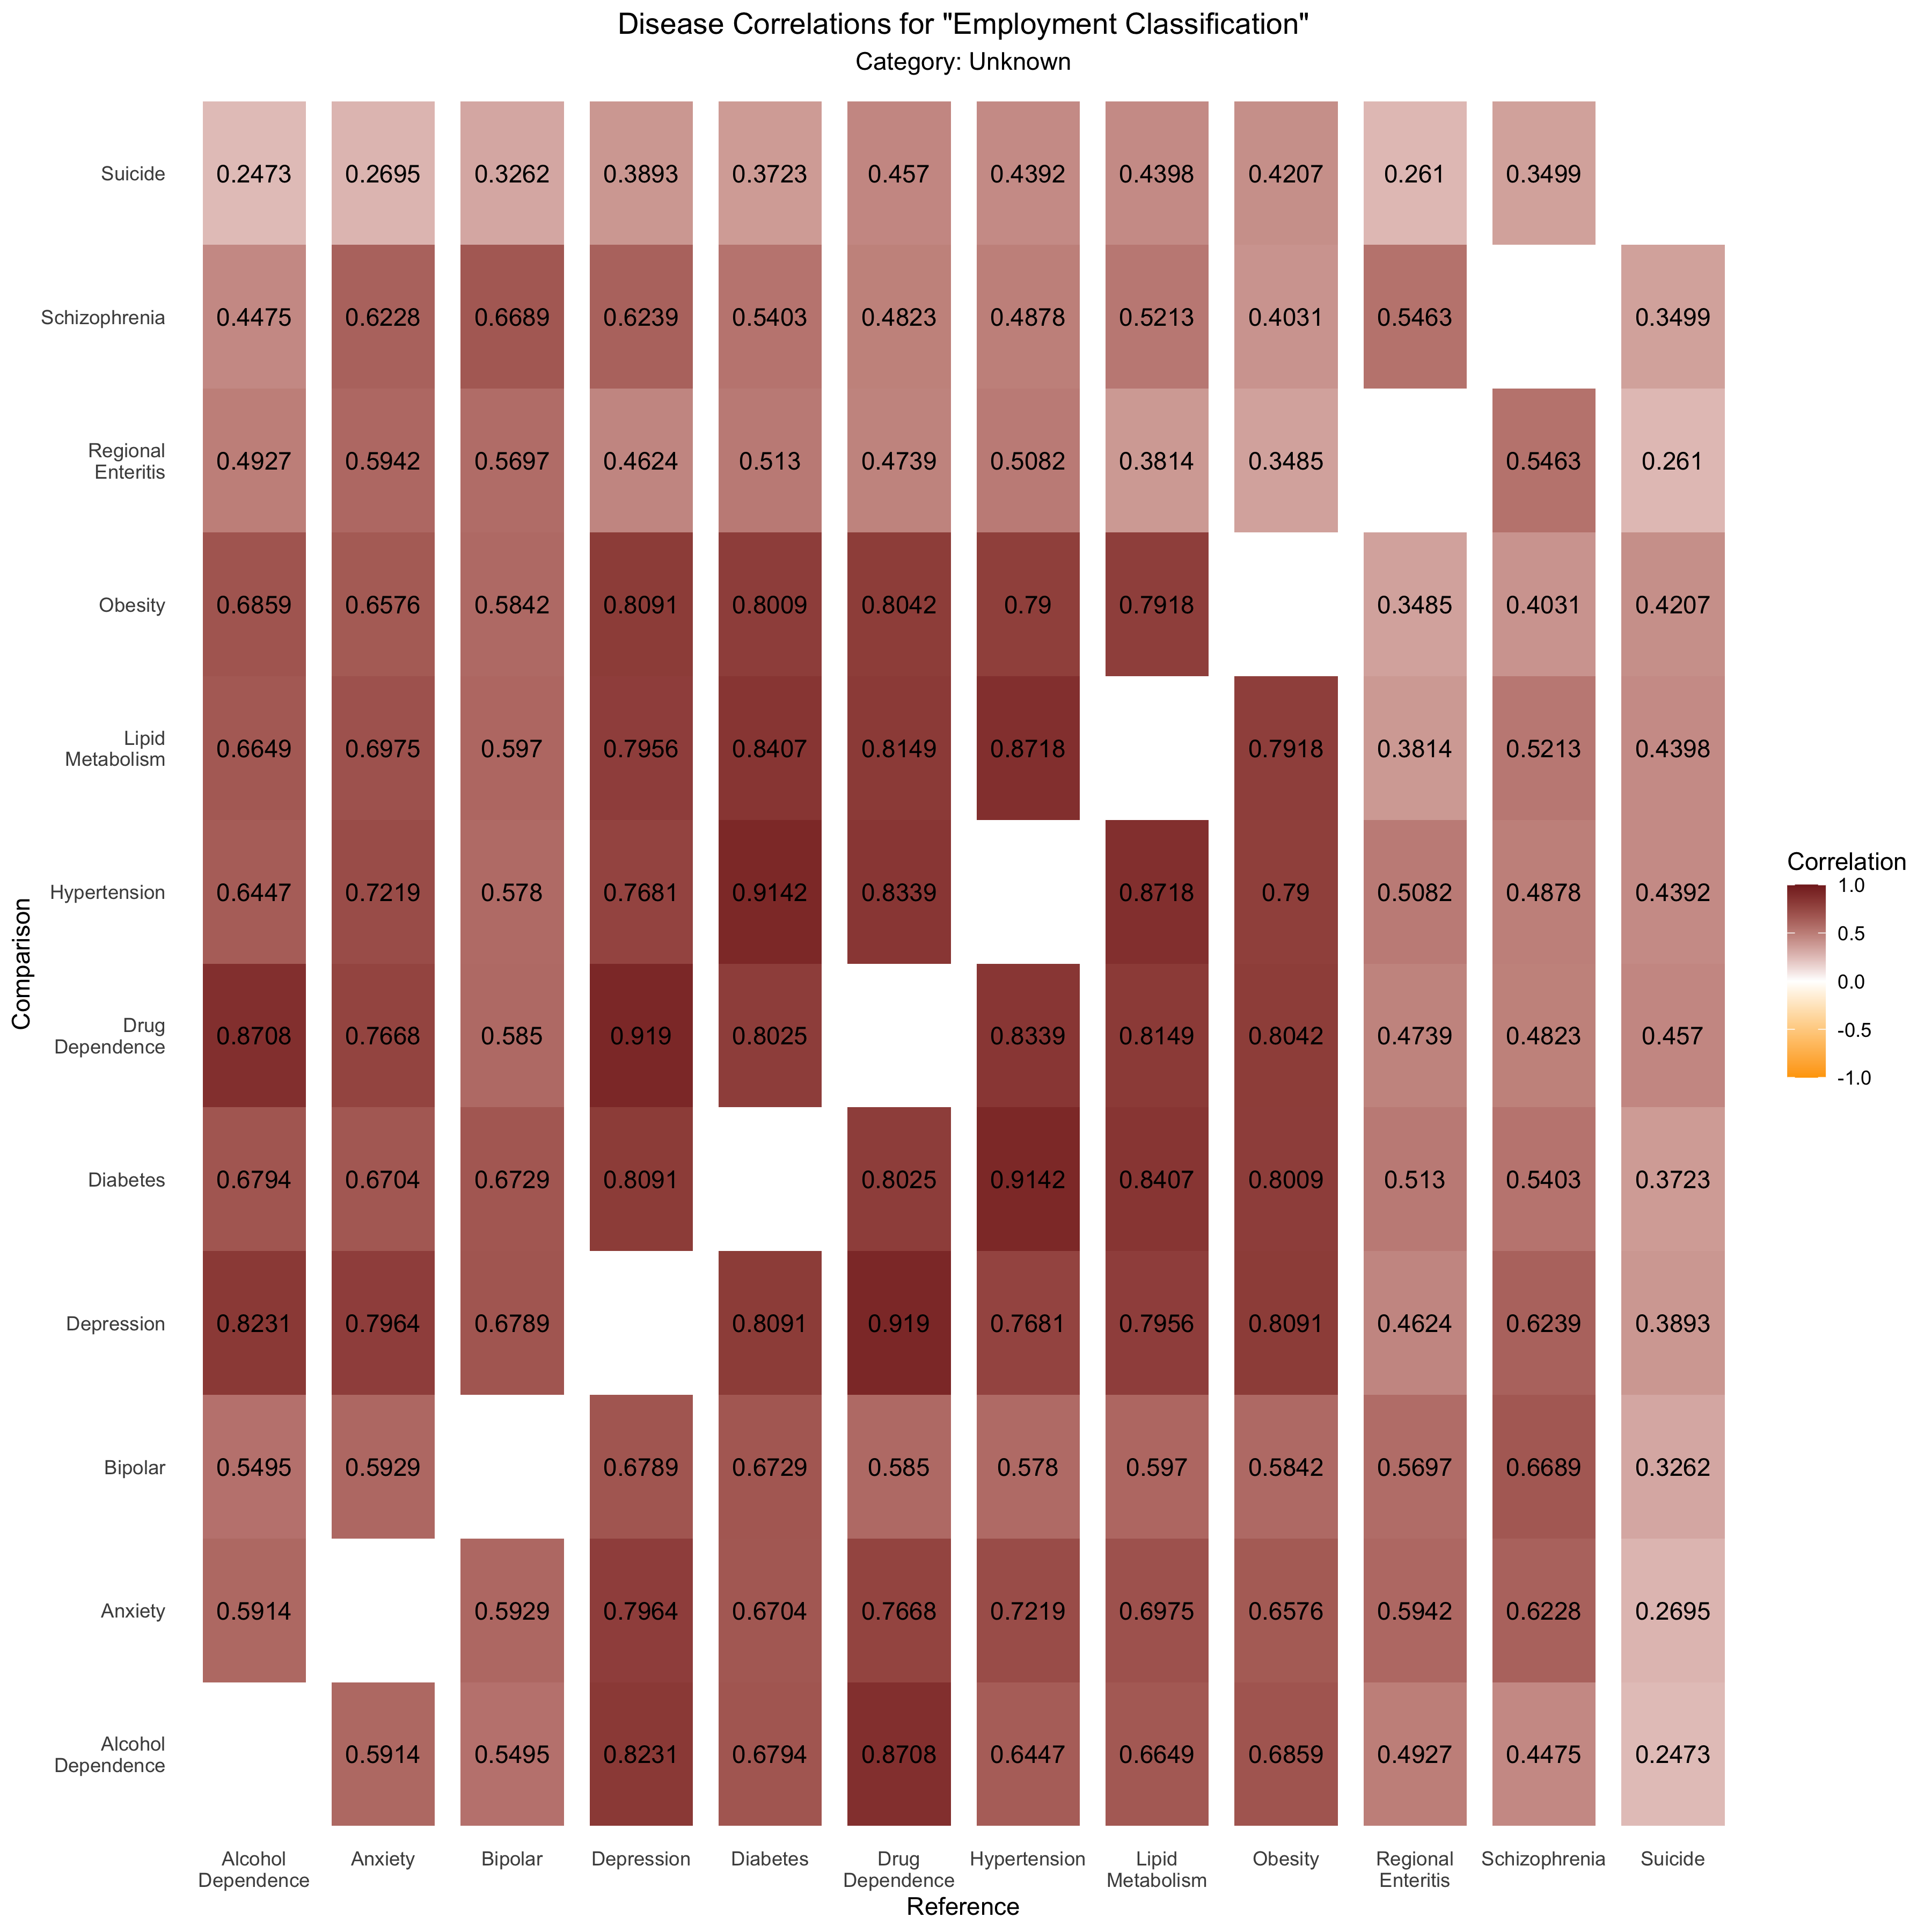 Disease Correlations for "Employment Classification"
Category: Unknown
Suicide 0.2473 0.2695 0.3262 0.3893 0.3723 0.457 0.4392 0.4398 0.4207 0.261 0.3499
Schizophrenia 0.4475 0.6228 0.6689 0.6239 0.5403 0.4823 0.4878 0.5213 0.4031 0.5463 0.3499
Regional
Enteritis 0.4927 0.5942 0.5697 0.4624 0.513 0.4739 0.5082 0.3814 0.3485 0.5463 0.261
Obesity 0.6859 0.6576 0.5842 0.8091 0.8009 0.8042 0.79 0.7918 0.3485 0.4031 0.4207
Lipid
Metabolism 0.6649 0.6975 0.597 0.7956 0.8407 0.8149 0.8718 0.7918 0.3814 0.5213 0.4398
Hypertension 0.6447 0.7219 0.578 0.7681 0.9142 0.8339 0.8718 0.79 0.5082 0.4878 0.4392
Drug
Dependence 0.8708 0.7668 0.585 0.919 0.8025 0.8339 0.8149 0.8042 0.4739 0.4823 0.457
Diabetes 0.6794 0.6704 0.6729 0.8091 0.8025 0.9142 0.8407 0.8009 0.513 0.5403 0.3723
Depression 0.8231 0.7964 0.6789 0.8091 0.919 0.7681 0.7956 0.8091 0.4624 0.6239 0.3893
Bipolar 0.5495 0.5929 0.6789 0.6729 0.585 0.578 0.597 0.5842 0.5697 0.6689 0.3262
Anxiety 0.5914 0.5929 0.7964 0.6704 0.7668 0.7219 0.6975 0.6576 0.5942 0.6228 0.2695
Alcohol
Dependence 0.5914 0.5495 0.8231 0.6794 0.8708 0.6447 0.6649 0.6859 0.4927 0.4475 0.2473
Alcohol Anxiety Bipolar Depression Diabetes Drug Hypertension Lipid Obesity Regional Schizophrenia Suicide
Dependence Dependence Metabolism Enteritis
Reference
Comparison
Correlation
1.0
0.5
0.0
-0.5
-1.0